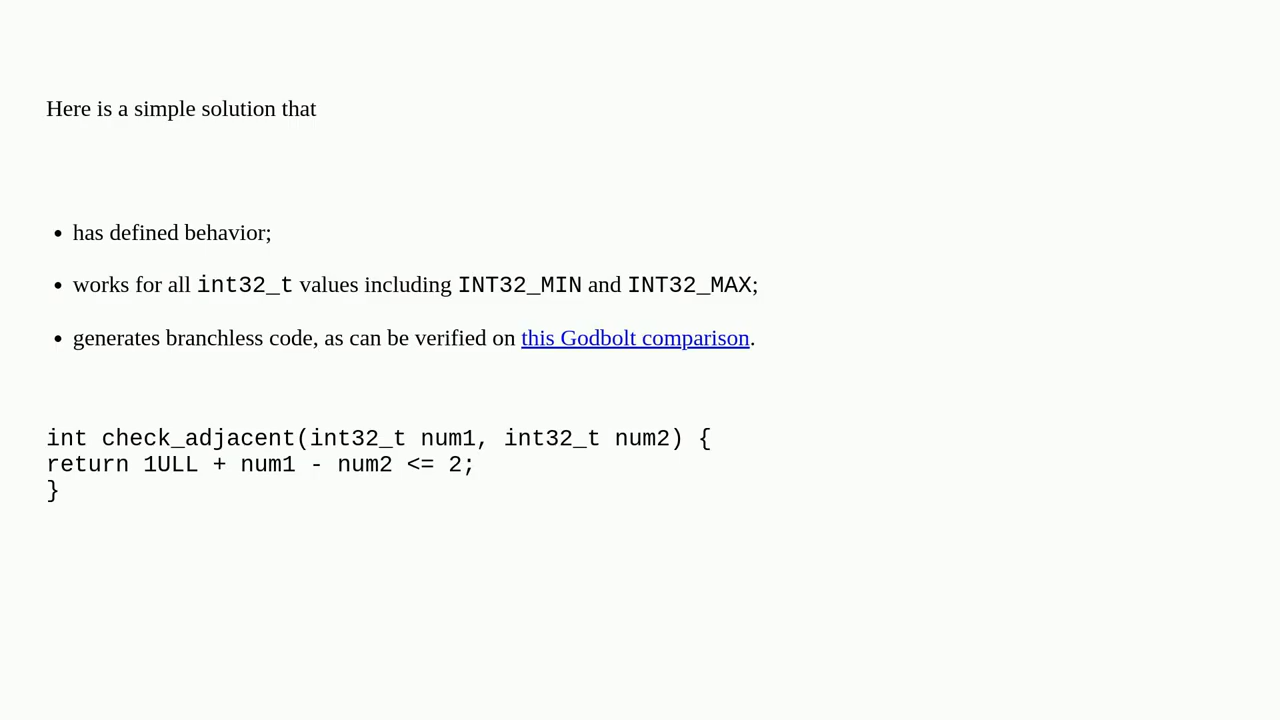 Here is a simple solution that
• has defined behavior;
• works for all int32_t values including INT32_MIN and INT32_MAX;
• generates branchless code, as can be verified on this Godbolt comparison.
int check_adjacent(int32_t num1, int32_t num2) {
return 1ULL + num1 - num2 <= 2;
}